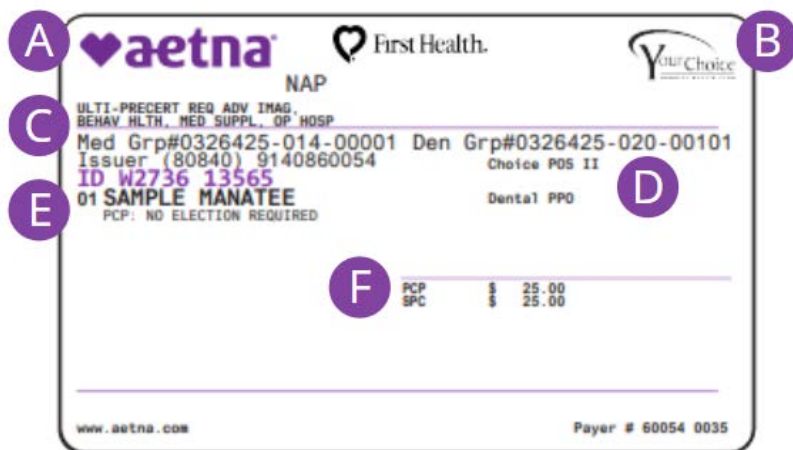 A
aetna
First Health.
Your Choice
B
NAP
ULTI-PRECERT REQ ADV IMAG,
BEHAV HLTH, MED SUPPL, OP HOSP
C
Med Grp#0326425-014-00001 Den Grp#0326425-020-00101
Issuer (80840) 9140860054
Choice POS II
ID W2736 13565
D
01 SAMPLE MANATEE
Dental PPO
E
PCP: NO ELECTION REQUIRED
F
PCP $ 25.00
SPC $ 25.00
www.aetna.com
Payer # 60054 0035